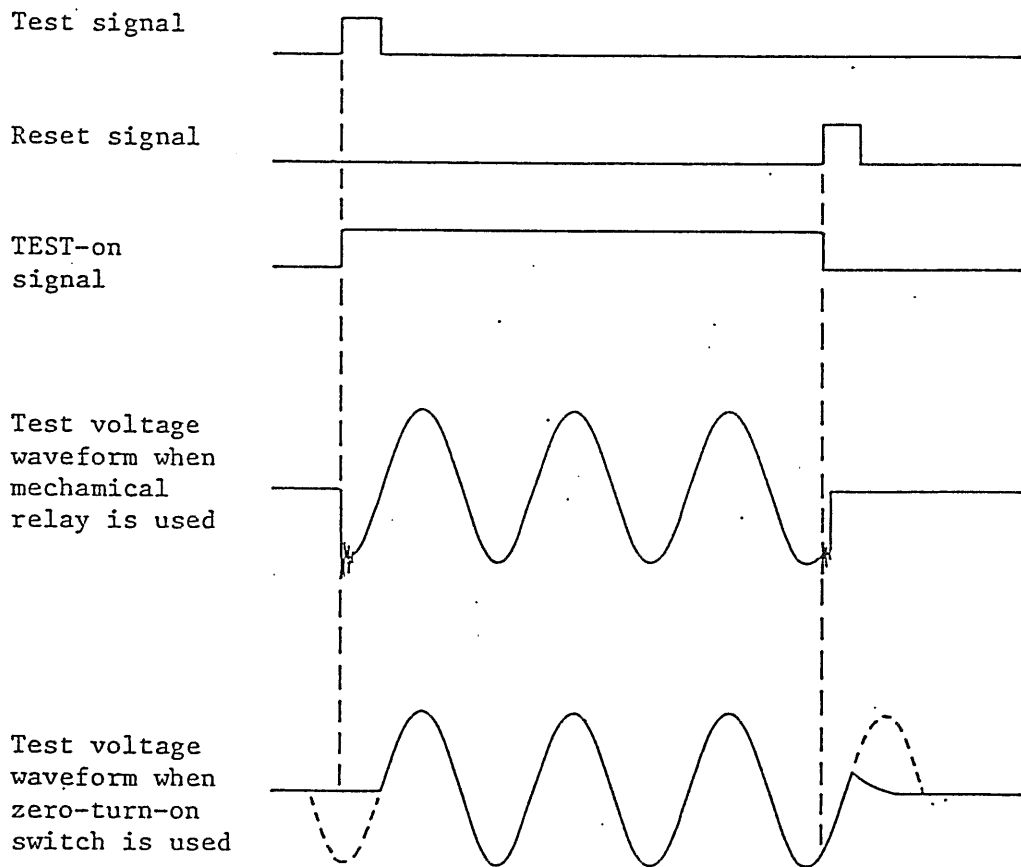 Test signal
Reset signal
TEST-on
signal
Test voltage
waveform when
mechamical
relay is used
Test voltage
waveform when
zero-turn-on
switch is used